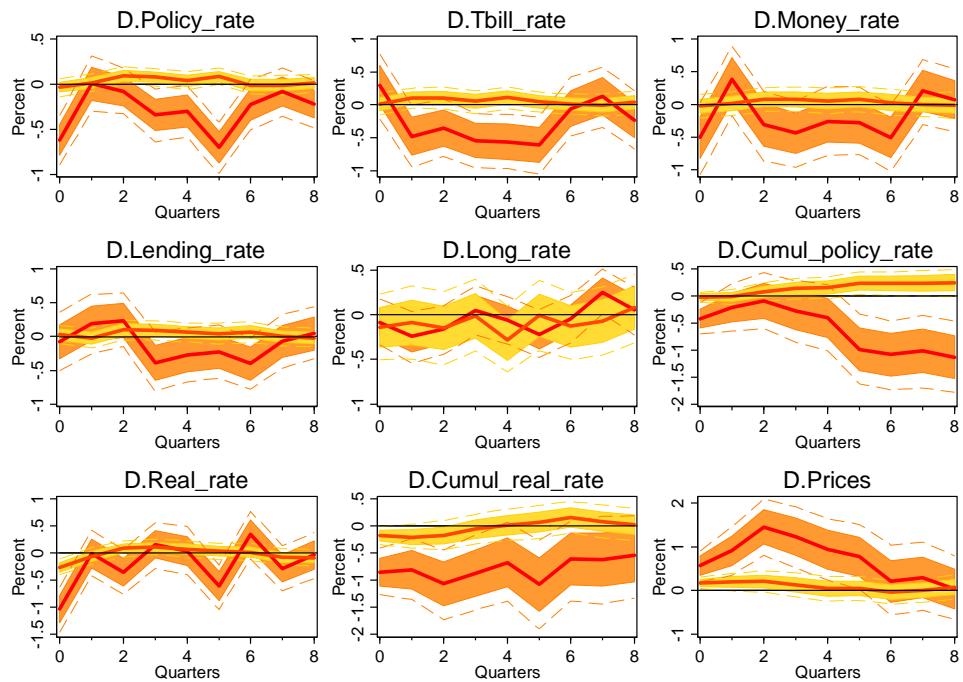 D.Policy_rate
Percent
.5
0
-.5
-1
0 2 4 6 8
Quarters
D.Tbill_rate
Percent
1
.5
0
-.5
-1
0 2 4 6 8
Quarters
D.Money_rate
Percent
1
.5
0
-.5
-1
0 2 4 6 8
Quarters
D.Lending_rate
Percent
1
.5
0
-.5
-1
0 2 4 6 8
Quarters
D.Long_rate
Percent
.5
0
-.5
-1
0 2 4 6 8
Quarters
D.Cumul_policy_rate
Percent
.5
0
-.5
-1
-1.5
-2
0 2 4 6 8
Quarters
D.Real_rate
Percent
1
.5
0
-.5
-1
-1.5
0 2 4 6 8
Quarters
D.Cumul_real_rate
Percent
.5
0
-.5
-1
-1.5
-2
0 2 4 6 8
Quarters
D.Prices
Percent
2
1
0
-1
0 2 4 6 8
Quarters